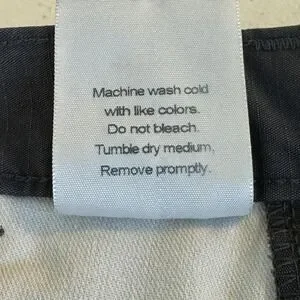 Machine wash cold
with like colors.
Do not bleach.
Tumble dry medium,
Remove promptly.